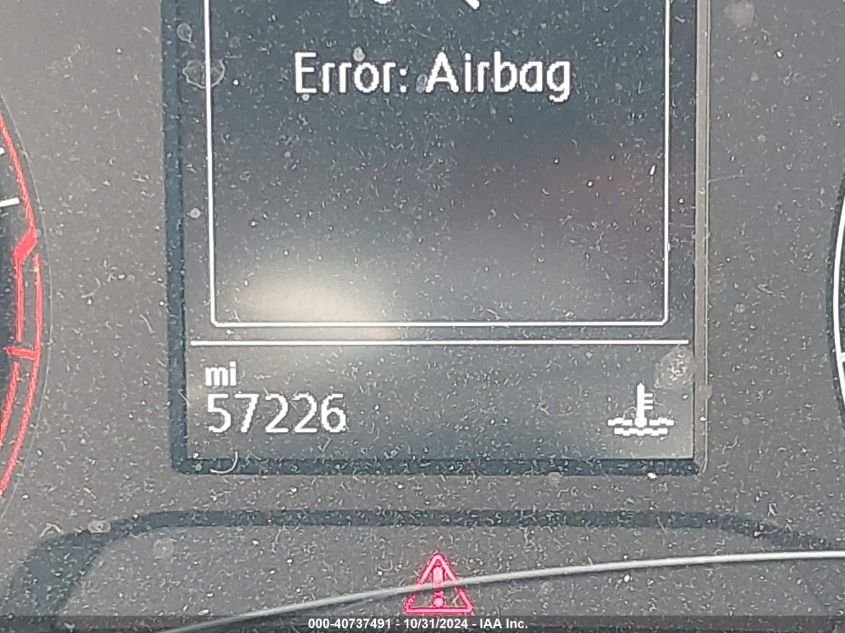 Error: Airbag
mi
57226
000-40737491 - 10/31/2024 - IAA Inc.